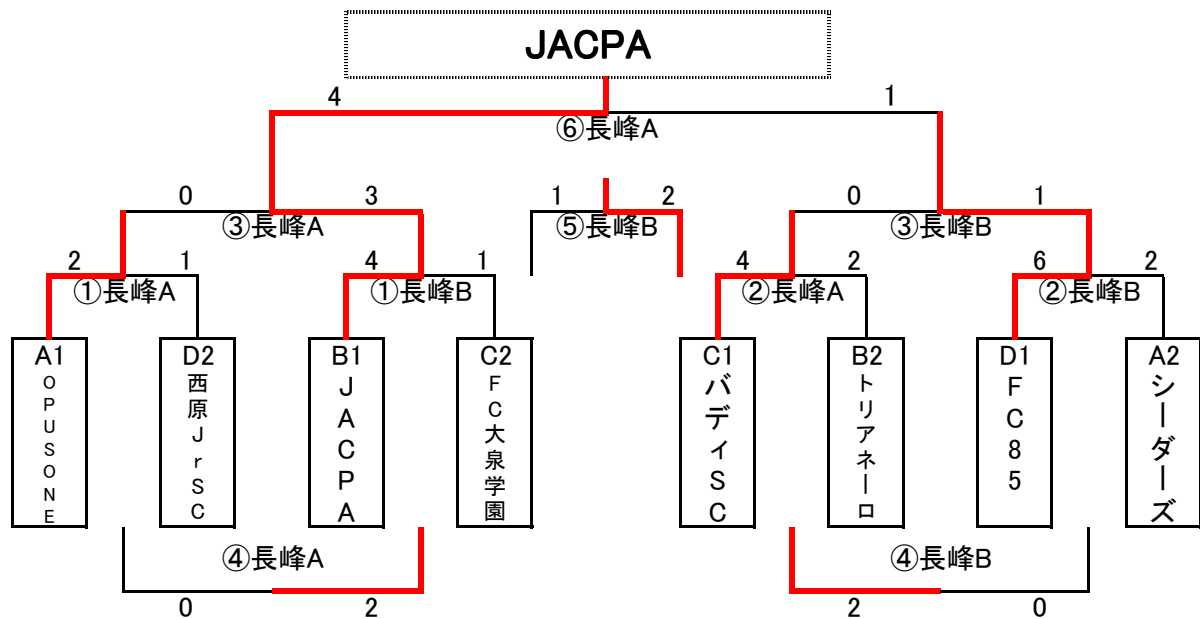 JACPA
4 1
⑥長峰A
0 3 1 2 0 1
③長峰A ⑤長峰B ③長峰B
2 1 4 1 4 2 6 2
①長峰A ①長峰B ②長峰A ②長峰B
A1
OPUSONE
D2
西原JrSC
B1
JACPA
C2
FC大泉学園
C1
バディSC
B2
トリアネーロ
D1
FC85
A2
シーダーズ
④長峰A ④長峰B
0 2 2 0